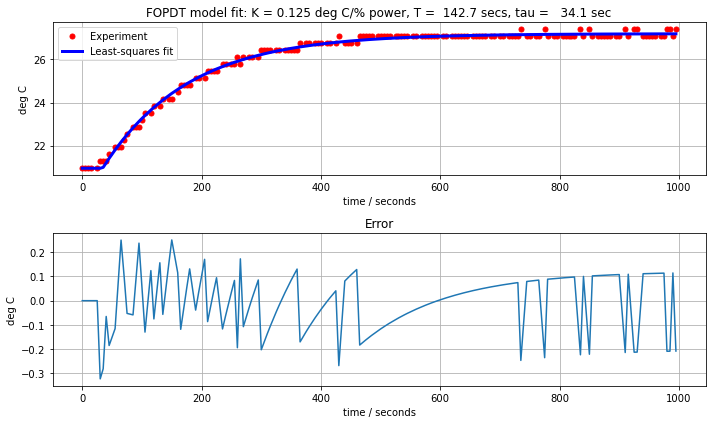 FOPDT model fit: K = 0.125 deg C/% power, T =  142.7 secs, tau =   34.1 sec
Experiment
Least-squares fit
deg C
26
24
22
0
200
400
600
800
1000
time / seconds
Error
deg C
0.2
0.1
0.0
−0.1
−0.2
−0.3
0
200
400
600
800
1000
time / seconds